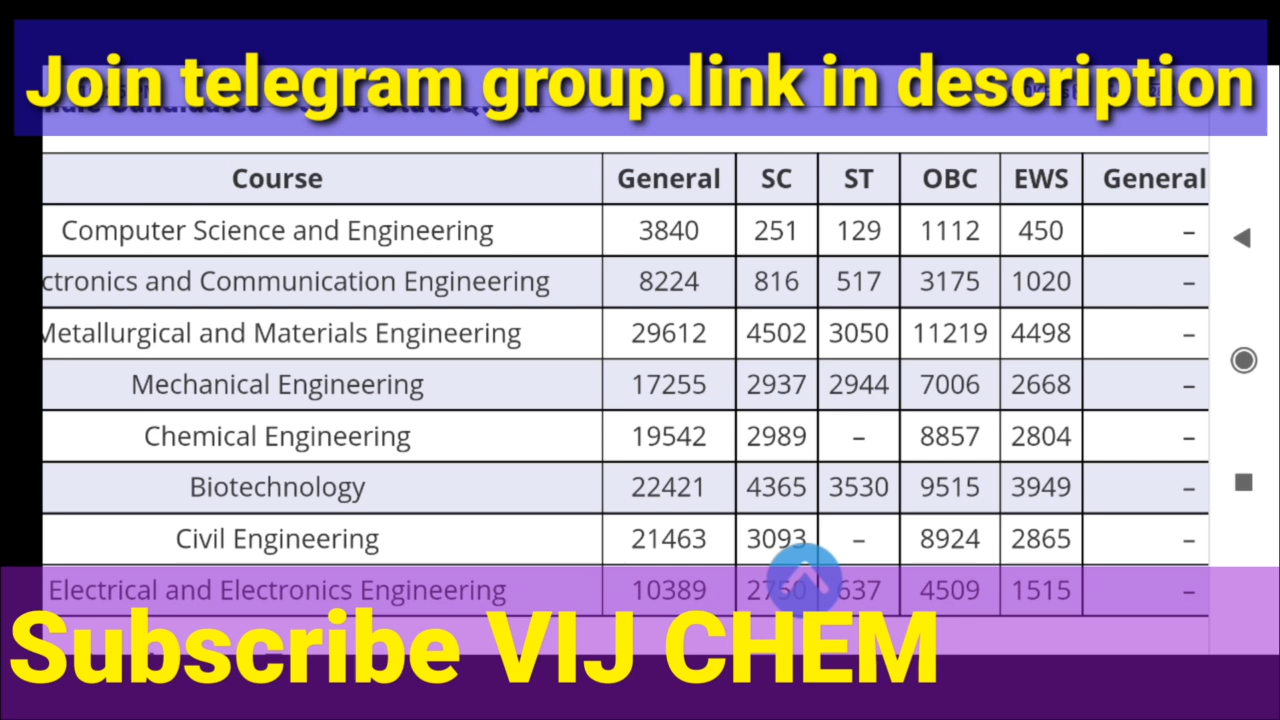 Join telegram group.link in description
Course General SC ST OBC EWS General
Computer Science and Engineering 3840 251 129 1112 450 –
ctronics and Communication Engineering 8224 816 517 3175 1020 –
Metallurgical and Materials Engineering 29612 4502 3050 11219 4498 –
Mechanical Engineering 17255 2937 2944 7006 2668 –
Chemical Engineering 19542 2989 – 8857 2804 –
Biotechnology 22421 4365 3530 9515 3949 –
Civil Engineering 21463 3093 – 8924 2865 –
Electrical and Electronics Engineering 10389 2750 637 4509 1515 –
Subscribe VIJ CHEM